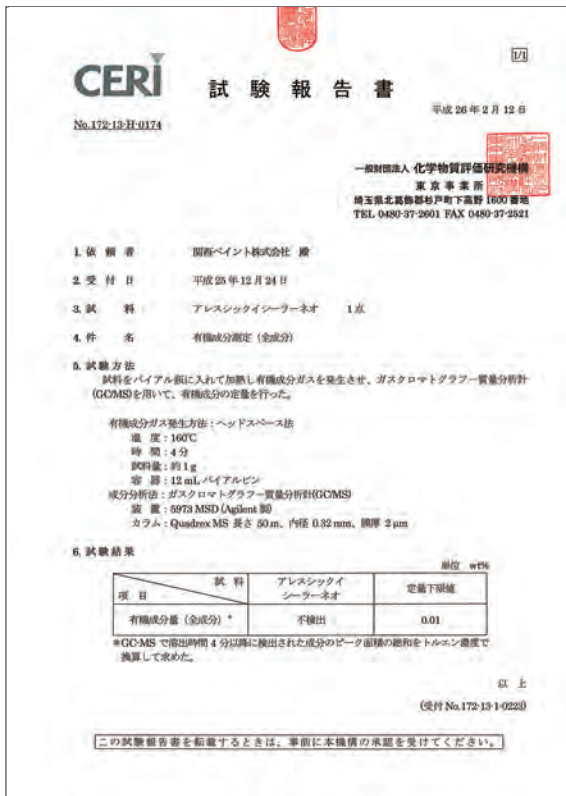 1/1
CERI
試験報告書
平成26年2月12日
No.172-13-H-0174
一般財団法人 化学物質評価研究機構
東京事業所
埼玉県北葛飾郡杉戸町下高野1600番地
TEL 0480-37-2601 FAX 0480-37-2521
1. 依頼者 関西ペイント株式会社 殿
2. 受付日 平成25年12月24日
3. 試料 アレスシックイシーラーネオ 1点
4. 件名 有機成分測定（全成分）
5. 試験方法
試料をバイアル瓶に入れて加熱し有機成分ガスを発生させ、ガスクロマトグラフ－質量分析計
(GC/MS)を用いて、有機成分の定量を行った。
有機成分ガス発生方法：ヘッドスペース法
温度：160℃
時間：4分
試料量：約1g
容器：12 mLバイアルビン
成分分析法：ガスクロマトグラフ－質量分析計(GC/MS)
装置：5973 MSD (Agilent製)
カラム：Quadrex MS 長さ 50 m、内径 0.32 mm、膜厚 2 μm
6. 試験結果
単位 wt%
試料
項目
アレスシックイ
シーラーネオ
定量下限値
有機成分量（全成分）* 不検出 0.01
*GC-MSで溶出時間4分以降に検出された成分のピーク面積の総和をトルエン濃度で
換算して求めた。
以上
(受付No.172-13-1-0223)
この試験報告書を転載するときは、事前に本機構の承認を受けてください。